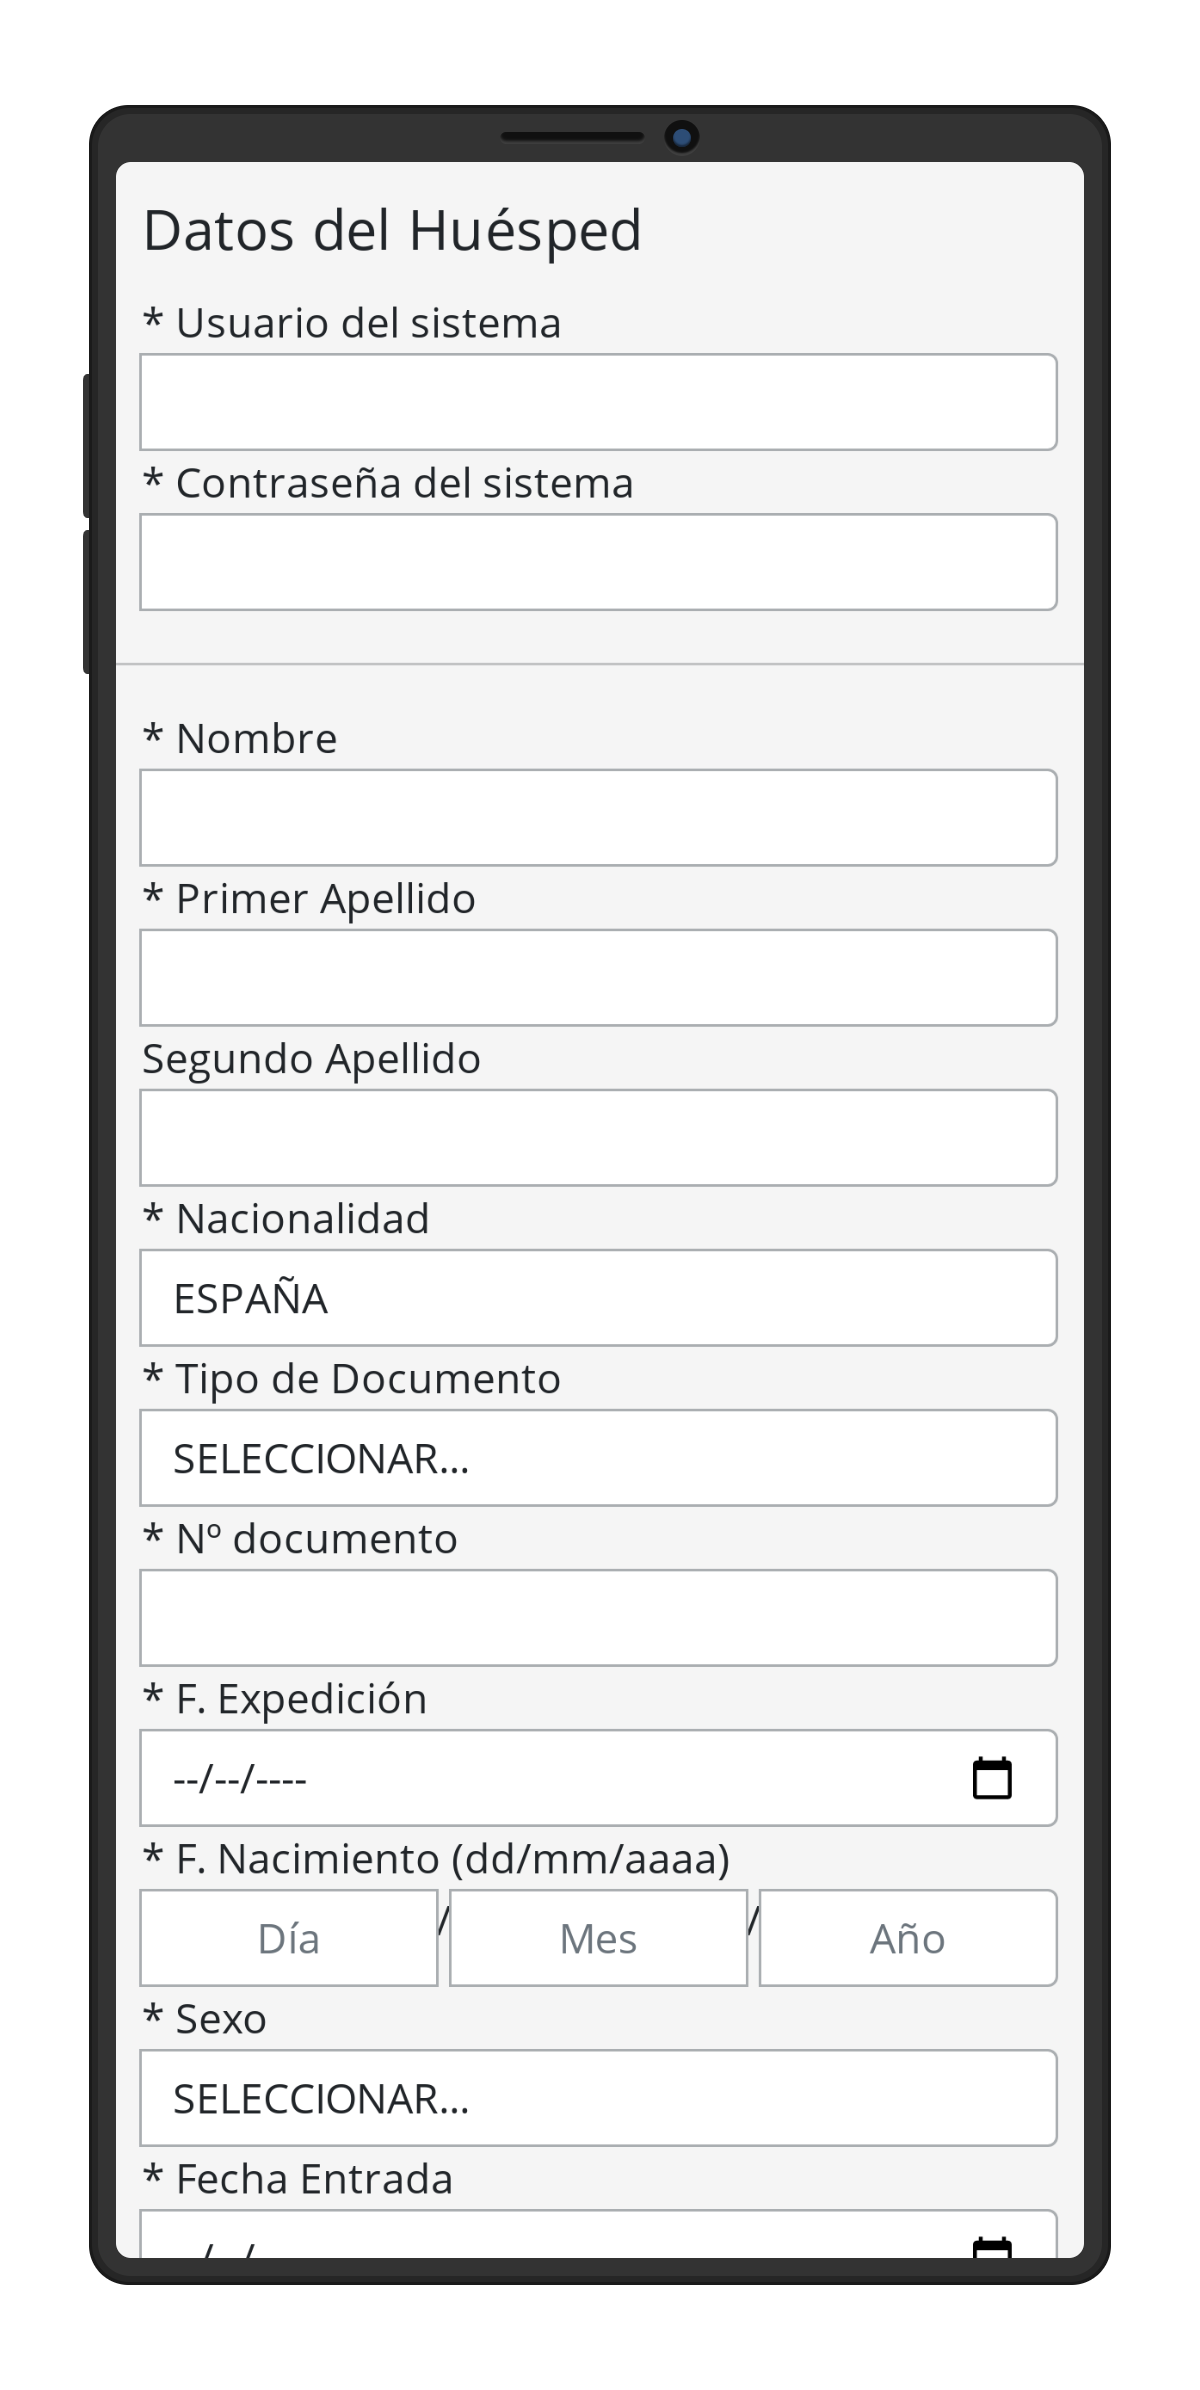 Datos del Huésped
* Usuario del sistema
* Contraseña del sistema
* Nombre
* Primer Apellido
Segundo Apellido
* Nacionalidad
ESPAÑA
* Tipo de Documento
SELECCIONAR...
* Nº documento
* F. Expedición
--/--/----
* F. Nacimiento (dd/mm/aaaa)
Día / Mes / Año
* Sexo
SELECCIONAR...
* Fecha Entrada